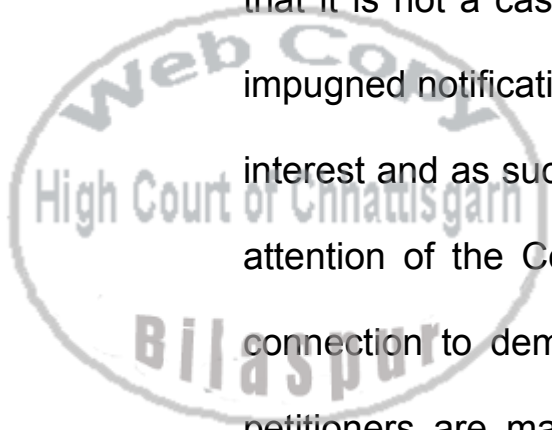 that it is not a cas
Web Copy
impugned notificati
High Court of Chhattisgarh
interest and as suc
attention of the Co
Bilaspur
connection to dem
petitioners are ma